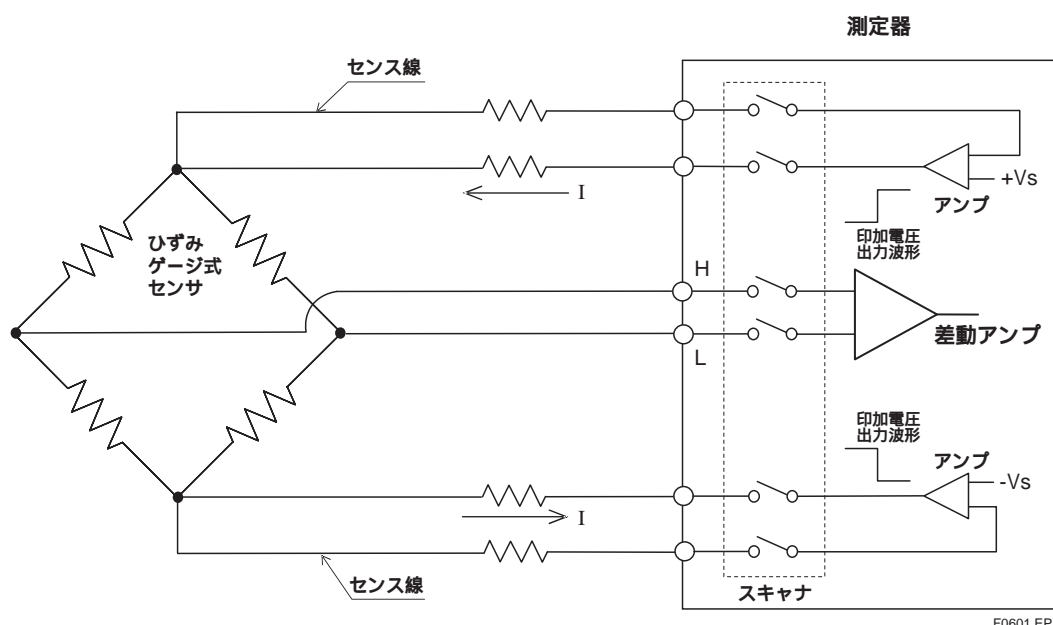 測定器
センス線
I
+Vs
アンプ
印加電圧
出力波形
ひずみ
ゲージ式
センサ
H
L
差動アンプ
印加電圧
出力波形
アンプ
-Vs
I
センス線
スキャナ
F0601.EP